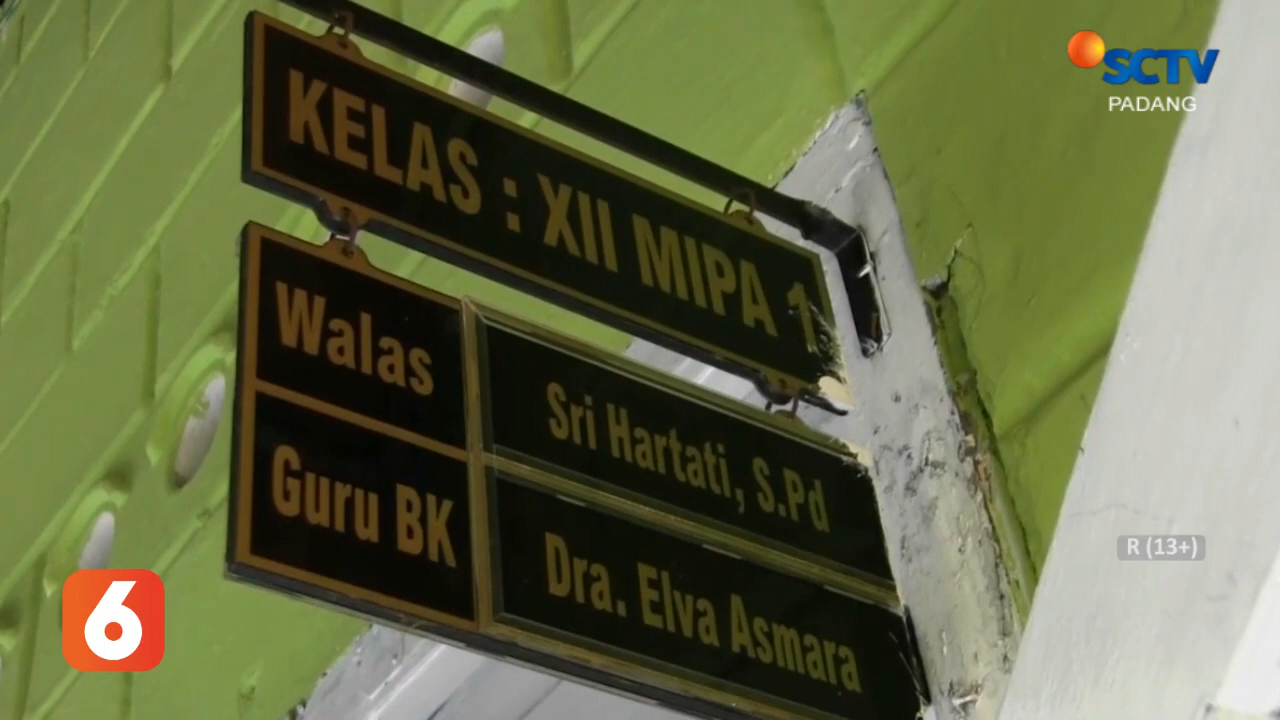 SCTV
PADANG
KELAS : XII MIPA 1
Walas
Sri Hartati, S.Pd
Guru BK
Dra. Elva Asmara
R (13+)
6